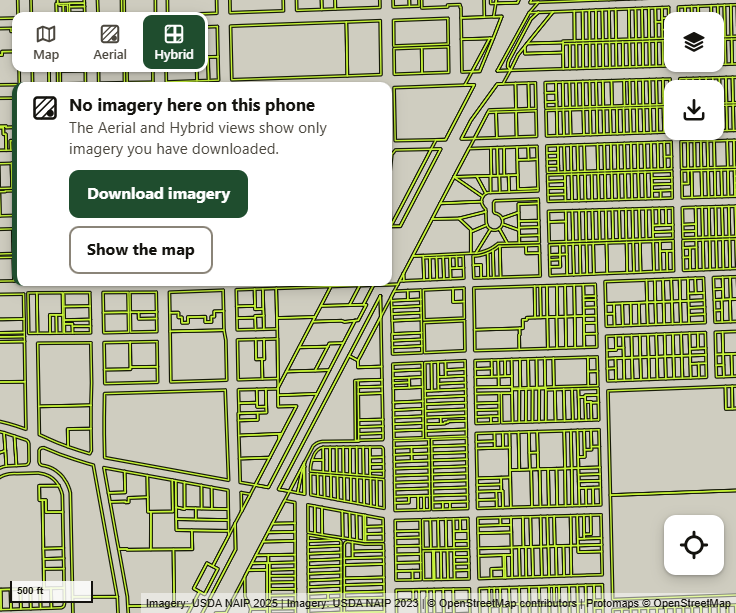 Map
Aerial
Hybrid
No imagery here on this phone
The Aerial and Hybrid views show only
imagery you have downloaded.
Download imagery
Show the map
500 ft
Imagery: USDA NAIP 2025 | Imagery: USDA NAIP 2023 | © OpenStreetMap contributors | Protomaps © OpenStreetMap